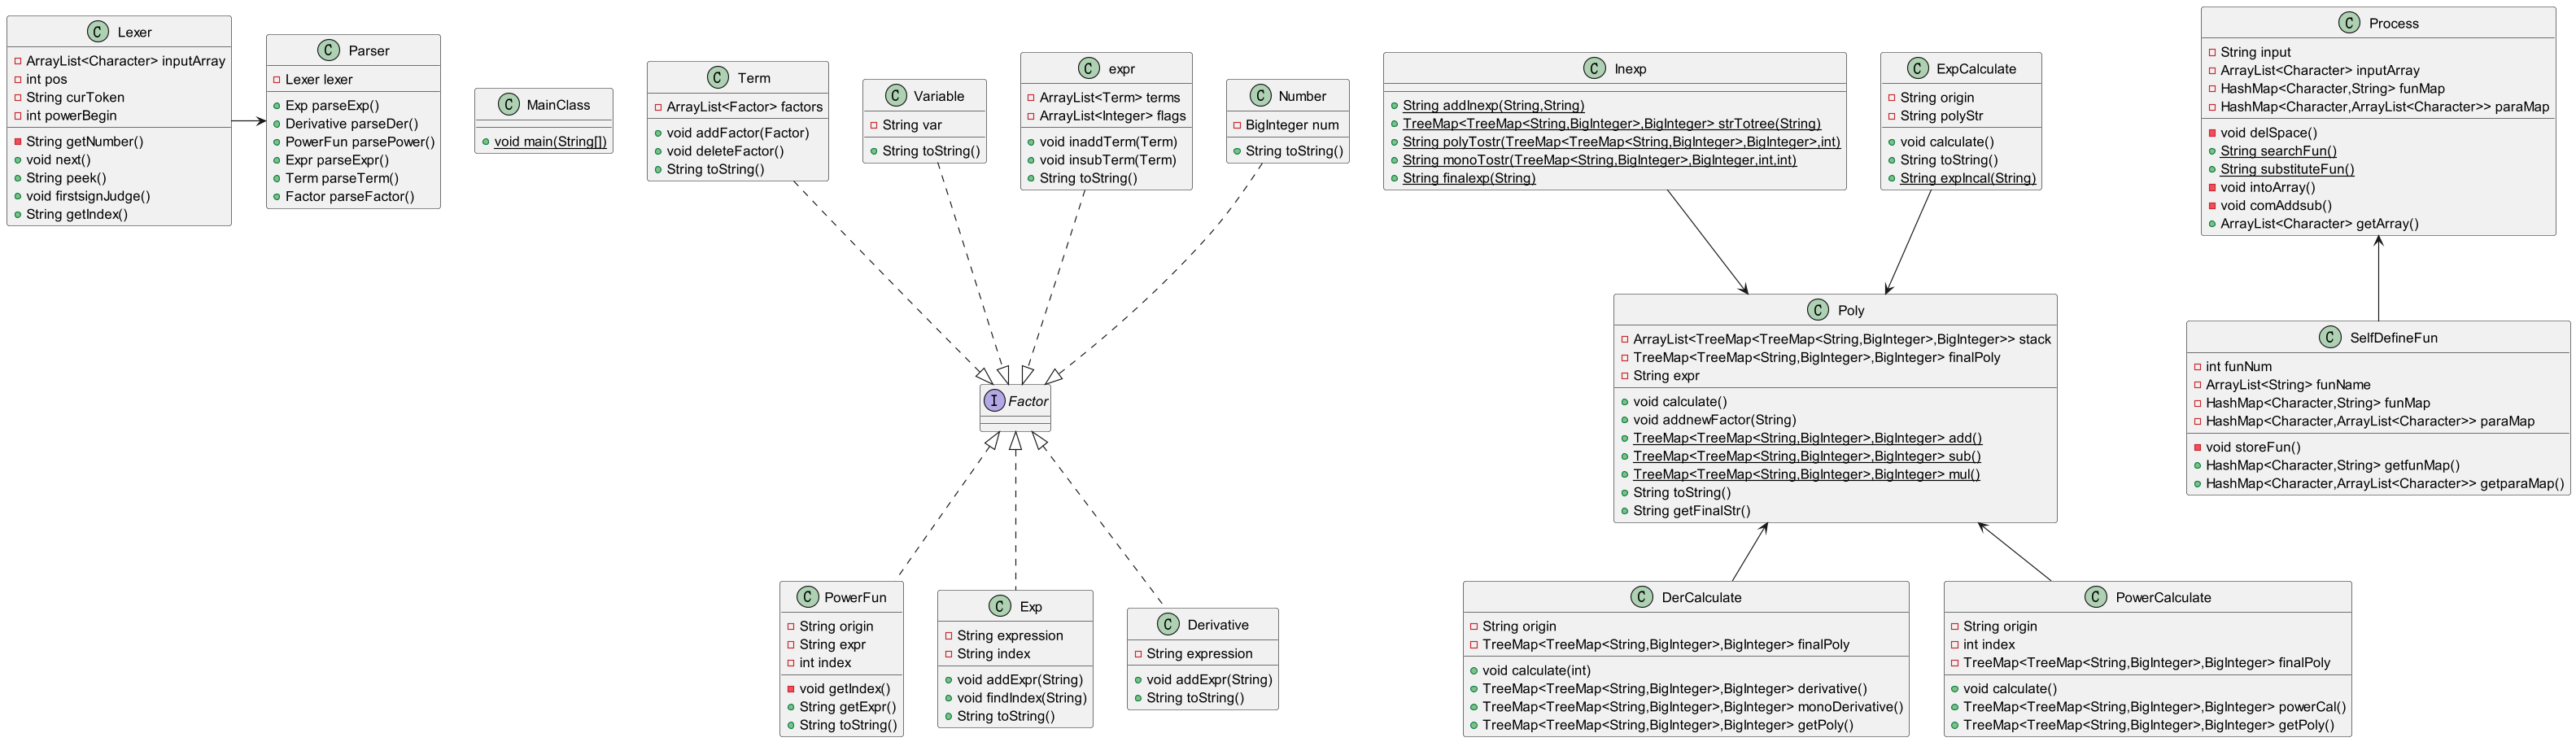 C Lexer
ArrayList<Character> inputArray
int pos
String curToken
int powerBegin
String getNumber()
void next()
String peek()
void firstsignJudge()
String getIndex()
C Parser
Lexer lexer
Exp parseExp()
Derivative parseDer()
PowerFun parsePower()
Expr parseExpr()
Term parseTerm()
Factor parseFactor()
C MainClass
void main(String[])
C Term
ArrayList<Factor> factors
void addFactor(Factor)
void deleteFactor()
String toString()
C Variable
String var
String toString()
C expr
ArrayList<Term> terms
ArrayList<Integer> flags
void inaddTerm(Term)
void insubTerm(Term)
String toString()
C Number
BigInteger num
String toString()
C Inexp
String addInexp(String,String)
TreeMap<TreeMap<String,BigInteger>,BigInteger> strTotree(String)
String polyTostr(TreeMap<TreeMap<String,BigInteger>,BigInteger>,int)
String monoTostr(TreeMap<String,BigInteger>,BigInteger,int,int)
String finalexp(String)
C ExpCalculate
String origin
String polyStr
void calculate()
String toString()
String expIncal(String)
C Process
String input
ArrayList<Character> inputArray
HashMap<Character,String> funMap
HashMap<Character,ArrayList<Character>> paraMap
void delSpace()
String searchFun()
String substituteFun()
void intoArray()
void comAddsub()
ArrayList<Character> getArray()
I Factor
C Poly
ArrayList<TreeMap<TreeMap<String,BigInteger>,BigInteger>> stack
TreeMap<TreeMap<String,BigInteger>,BigInteger> finalPoly
String expr
void calculate()
void addnewFactor(String)
TreeMap<TreeMap<String,BigInteger>,BigInteger> add()
TreeMap<TreeMap<String,BigInteger>,BigInteger> sub()
TreeMap<TreeMap<String,BigInteger>,BigInteger> mul()
String toString()
String getFinalStr()
C SelfDefineFun
int funNum
ArrayList<String> funName
HashMap<Character,String> funMap
HashMap<Character,ArrayList<Character>> paraMap
void storeFun()
HashMap<Character,String> getfunMap()
HashMap<Character,ArrayList<Character>> getparaMap()
C PowerFun
String origin
String expr
int index
void getIndex()
String getExpr()
String toString()
C Exp
String expression
String index
void addExpr(String)
void findIndex(String)
String toString()
C Derivative
String expression
void addExpr(String)
String toString()
C DerCalculate
String origin
TreeMap<TreeMap<String,BigInteger>,BigInteger> finalPoly
void calculate(int)
TreeMap<TreeMap<String,BigInteger>,BigInteger> derivative()
TreeMap<TreeMap<String,BigInteger>,BigInteger> monoDerivative()
TreeMap<TreeMap<String,BigInteger>,BigInteger> getPoly()
C PowerCalculate
String origin
int index
TreeMap<TreeMap<String,BigInteger>,BigInteger> finalPoly
void calculate()
TreeMap<TreeMap<String,BigInteger>,BigInteger> powerCal()
TreeMap<TreeMap<String,BigInteger>,BigInteger> getPoly()